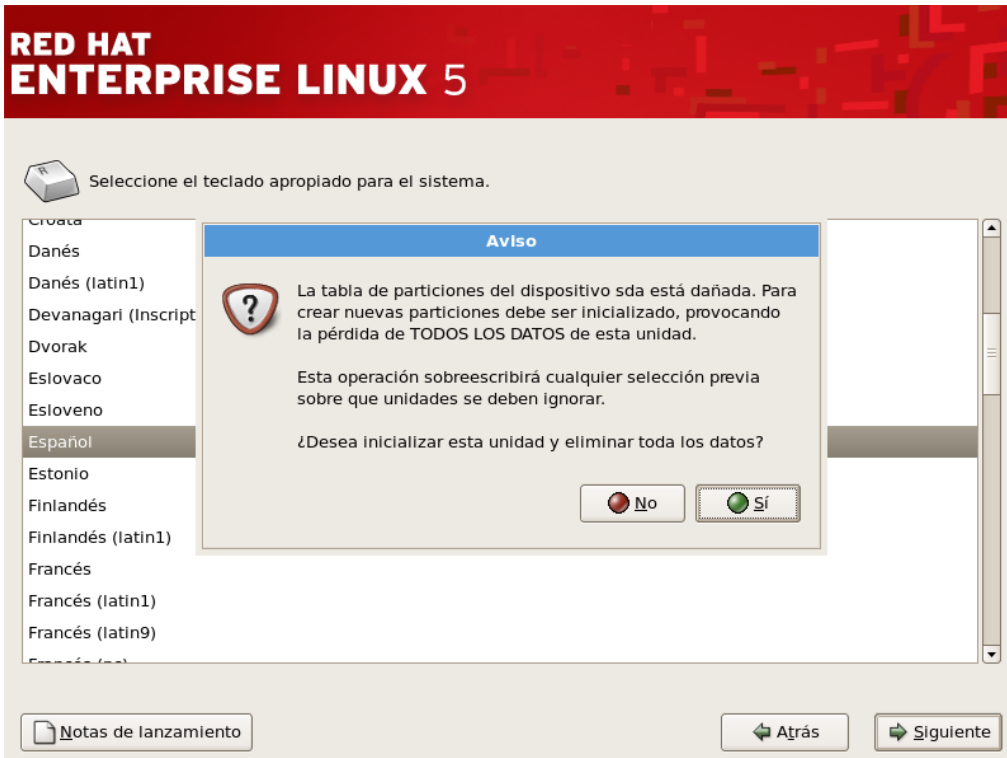 RED HAT
ENTERPRISE LINUX 5
R
Seleccione el teclado apropiado para el sistema.
Croata
Danés
Danés (latin1)
Devanagari (Inscript
Dvorak
Eslovaco
Esloveno
Español
Estonio
Finlandés
Finlandés (latin1)
Francés
Francés (latin1)
Francés (latin9)
Francés (pc)
Aviso
?
La tabla de particiones del dispositivo sda está dañada. Para
crear nuevas particiones debe ser inicializado, provocando
la pérdida de TODOS LOS DATOS de esta unidad.
Esta operación sobreescribirá cualquier selección previa
sobre que unidades se deben ignorar.
¿Desea inicializar esta unidad y eliminar toda los datos?
No
Sí
Notas de lanzamiento
Atrás
Siguiente